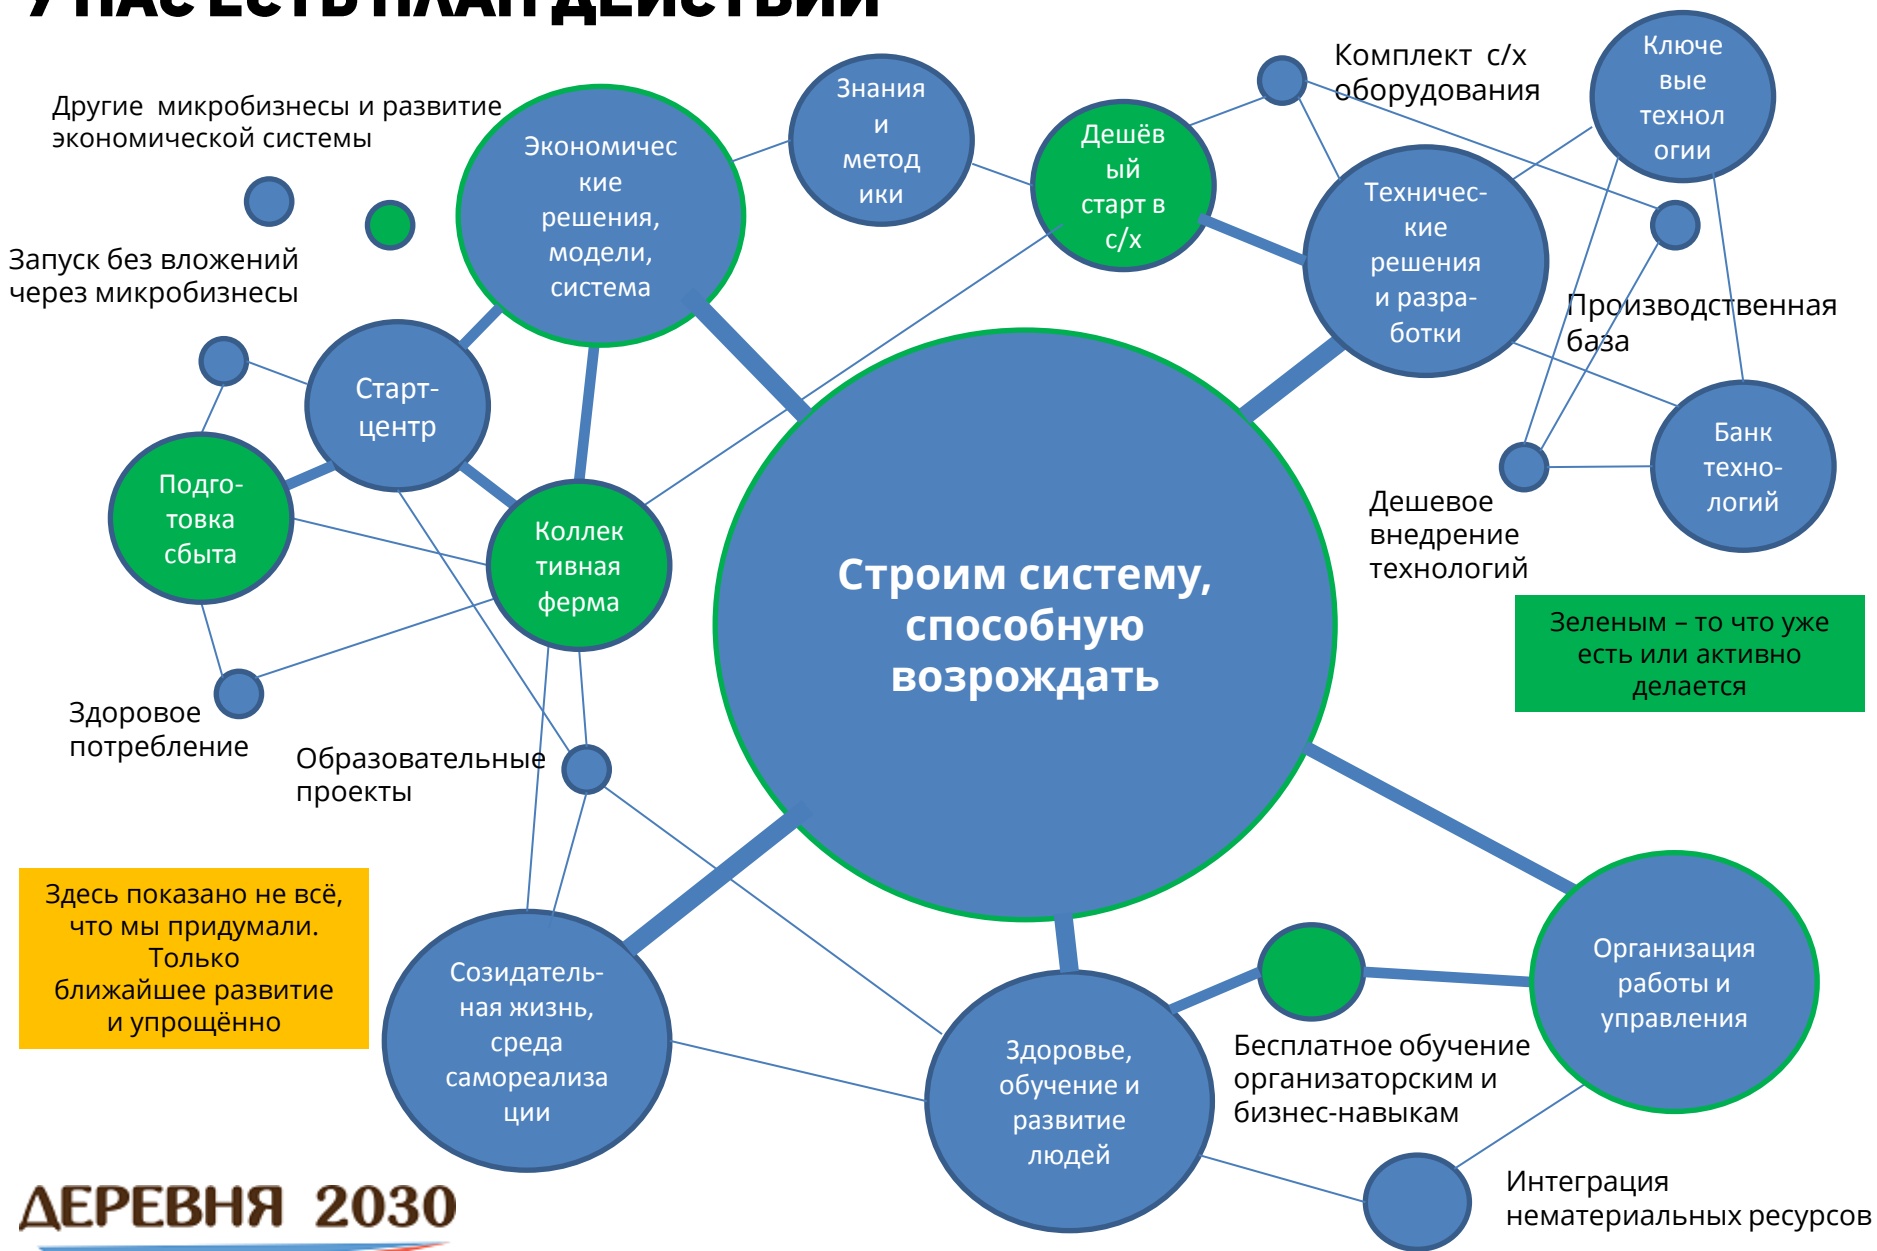 У НАС ЕСТЬ ПЛАН ДЕЙСТВИЙ
Другие микробизнесы и развитие
экономической системы
Запуск без вложений
через микробизнесы
Экономичес
кие
решения,
модели,
система
Знания
и
метод
ики
Дешёв
ый
старт в
с/х
Комплект с/х
оборудования
Ключе
вые
технол
огии
Техничес-
кие
решения
и разра-
ботки
Производственная
база
Старт-
центр
Подго-
товка
сбыта
Коллек
тивная
ферма
Банк
техно-
логий
Дешевое
внедрение
технологий
Строим систему,
способную
возрождать
Зеленым – то что уже
есть или активно
делается
Здоровое
потребление
Образовательные
проекты
Здесь показано не всё,
что мы придумали.
Только
ближайшее развитие
и упрощённо
Созидатель-
ная жизнь,
среда
самореализа
ции
Здоровье,
обучение и
развитие
людей
Бесплатное обучение
организаторским и
бизнес-навыкам
Организация
работы и
управления
Интеграция
нематериальных ресурсов
ДЕРЕВНЯ 2030